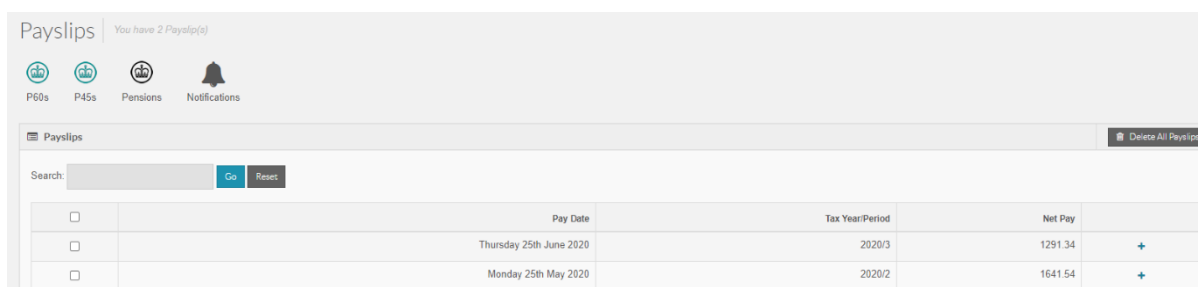 Payslips You have 2 Payslip(s)
P60s P45s Pensions Notifications
Payslips Delete All Payslips
Search: Go Reset
Pay Date Tax Year/Period Net Pay
Thursday 25th June 2020 2020/3 1291.34 +
Monday 25th May 2020 2020/2 1641.54 +